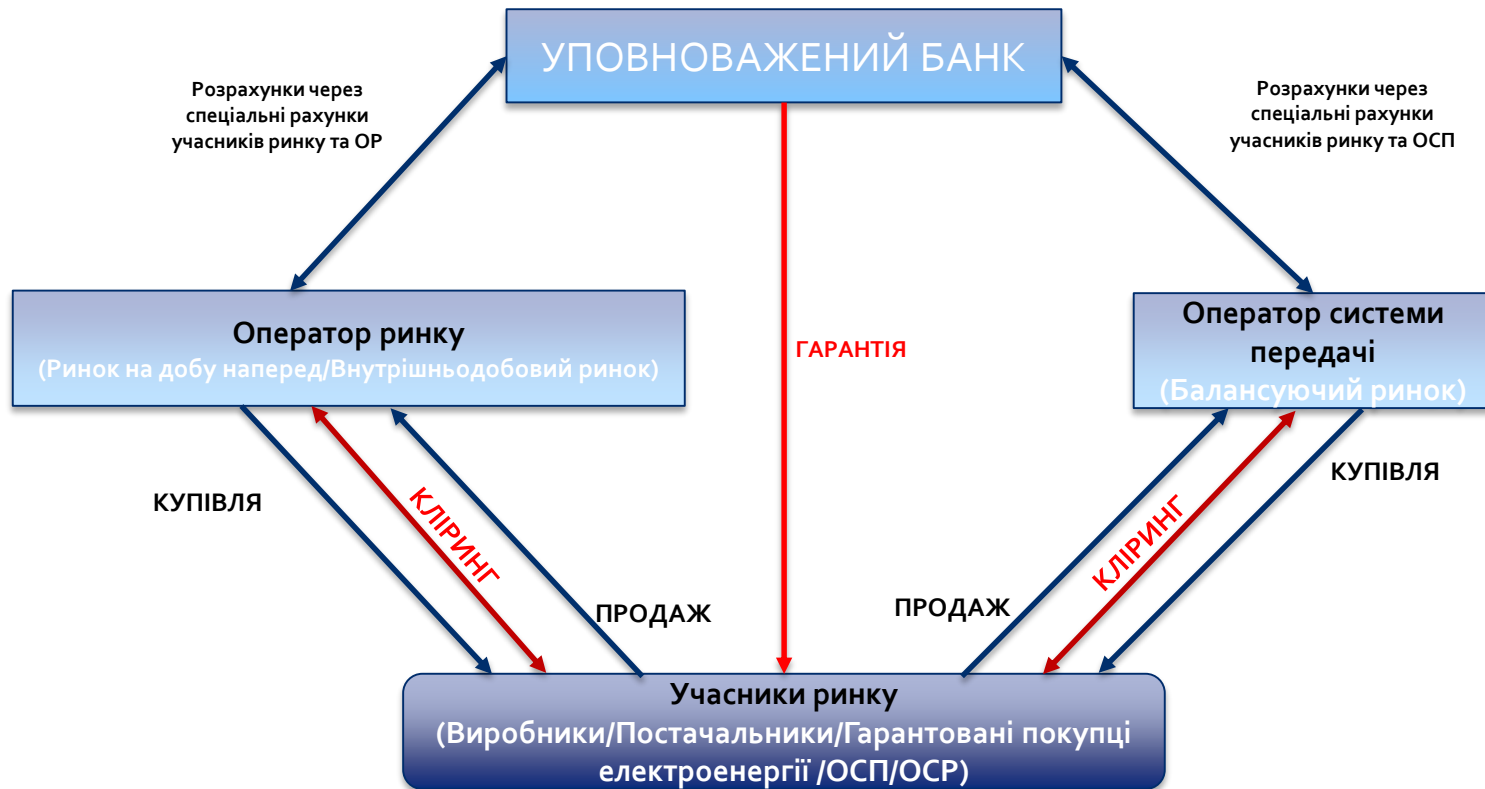 УПОВНОВАЖЕНИЙ БАНК
Розрахунки через
спеціальні рахунки
учасників ринку та ОР
Розрахунки через
спеціальні рахунки
учасників ринку та ОСП
Оператор ринку
(Ринок на добу наперед/Внутрішньодобовий ринок)
ГАРАНТІЯ
Оператор системи
передачі
(Балансуючий ринок)
КУПІВЛЯ
КЛІРИНГ
ПРОДАЖ
ПРОДАЖ
КЛІРИНГ
КУПІВЛЯ
Учасники ринку
(Виробники/Постачальники/Гарантовані покупці
електроенергії /ОСП/ОСР)